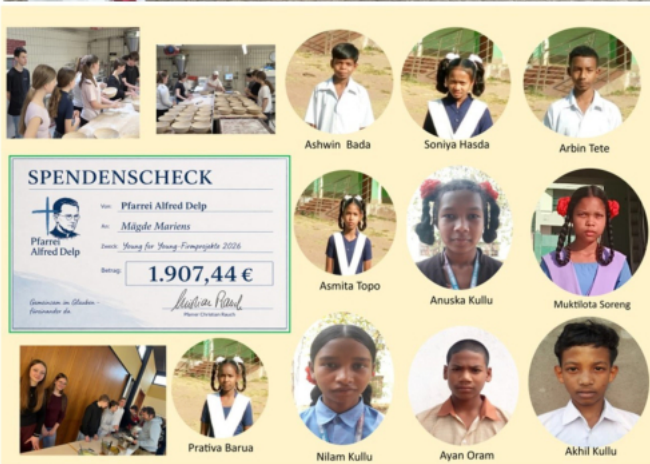 Ashwin Bada
Soniya Hasda
Arbin Tete
SPENDENSCHECK
Pfarrei
Alfred Delp
Von: Pfarrei Alfred Delp
An: Mägde Mariens
Zweck: Young for Young-Firmprojekte 2026
Betrag: 1.907,44 €
Gemeinsam im Glauben -
füreinander da.
Pfarrer Christian Rauch
Asmita Topo
Anuska Kullu
Muktilota Soreng
Prativa Barua
Nilam Kullu
Ayan Oram
Akhil Kullu